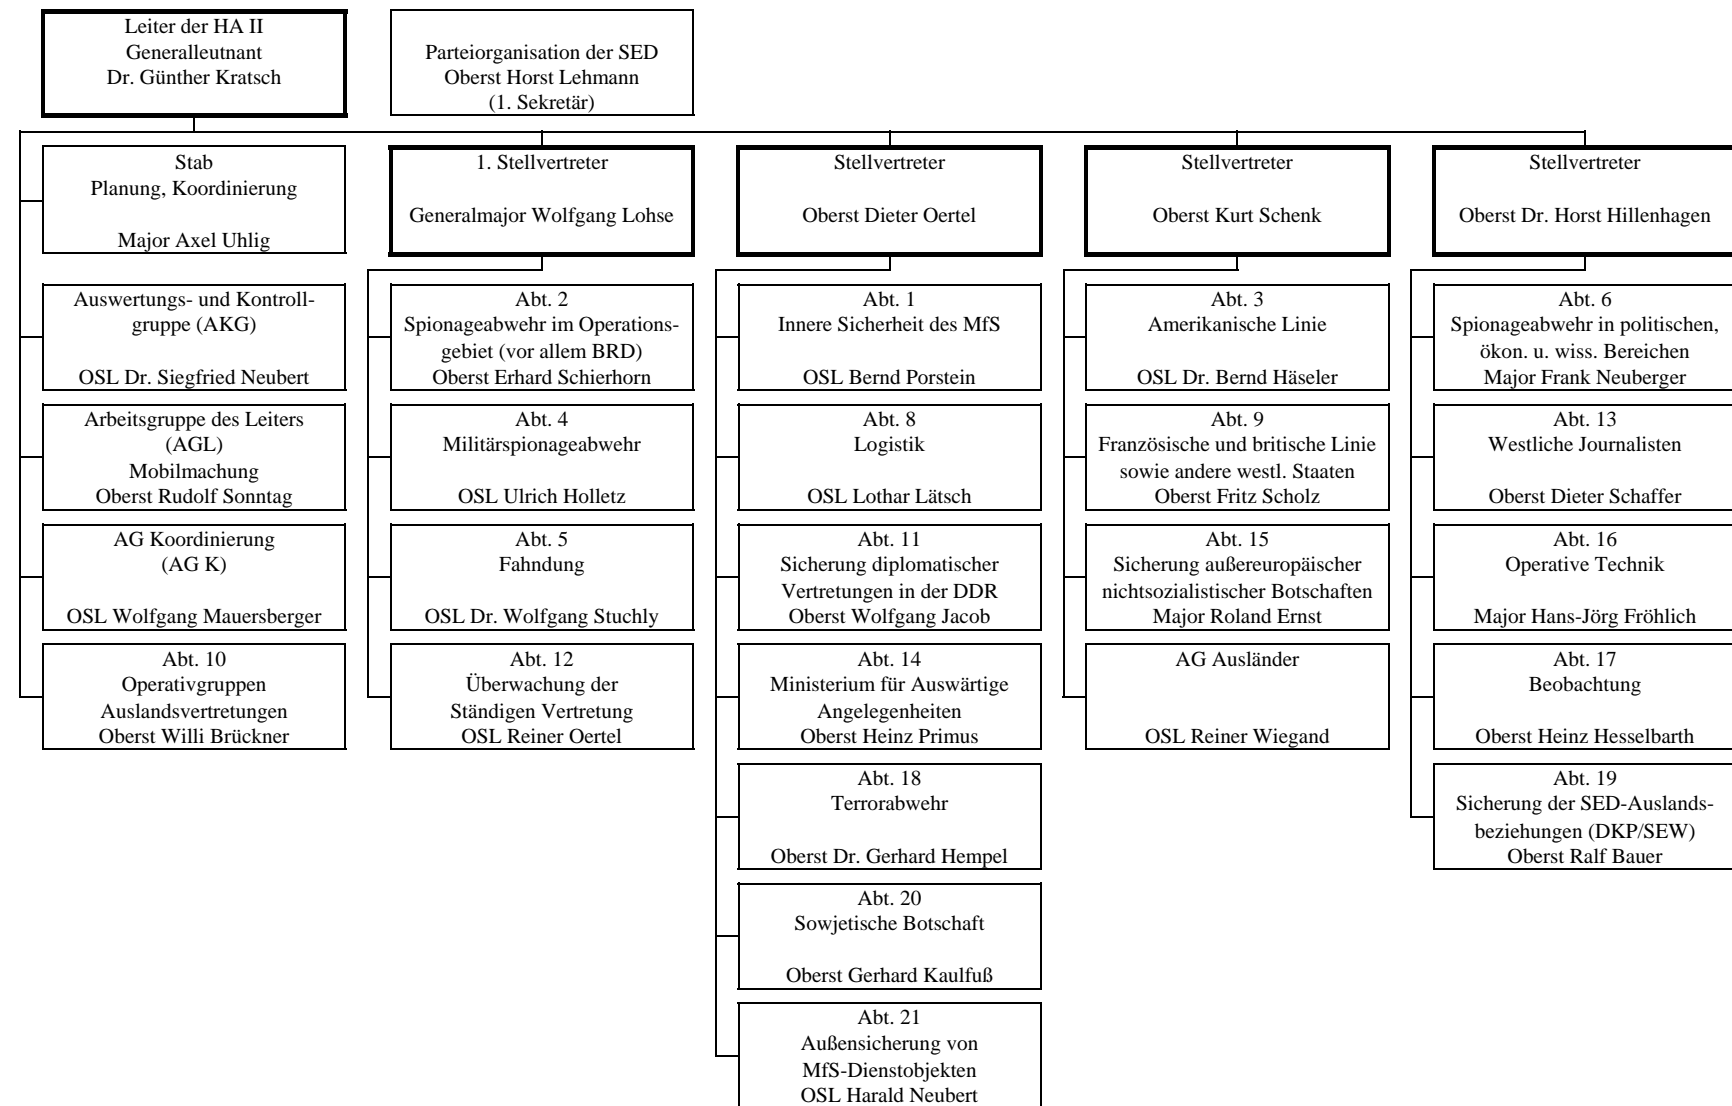 Leiter der HA II
Generalleutnant
Dr. Günther Kratsch
Parteiorganisation der SED
Oberst Horst Lehmann
(1. Sekretär)
Stab
Planung, Koordinierung
Major Axel Uhlig
1. Stellvertreter
Generalmajor Wolfgang Lohse
Stellvertreter
Oberst Dieter Oertel
Stellvertreter
Oberst Kurt Schenk
Stellvertreter
Oberst Dr. Horst Hillenhagen
Auswertungs- und Kontroll-
gruppe (AKG)
OSL Dr. Siegfried Neubert
Abt. 2
Spionageabwehr im Operations-
gebiet (vor allem BRD)
Oberst Erhard Schierhorn
Abt. 1
Innere Sicherheit des MfS
OSL Bernd Porstein
Abt. 3
Amerikanische Linie
OSL Dr. Bernd Häseler
Abt. 6
Spionageabwehr in politischen,
ökon. u. wiss. Bereichen
Major Frank Neuberger
Arbeitsgruppe des Leiters
(AGL)
Mobilmachung
Oberst Rudolf Sonntag
Abt. 4
Militärspionageabwehr
OSL Ulrich Holletz
Abt. 8
Logistik
OSL Lothar Lätsch
Abt. 9
Französische und britische Linie
sowie andere westl. Staaten
Oberst Fritz Scholz
Abt. 13
Westliche Journalisten
Oberst Dieter Schaffer
AG Koordinierung
(AG K)
OSL Wolfgang Mauersberger
Abt. 5
Fahndung
OSL Dr. Wolfgang Stuchly
Abt. 11
Sicherung diplomatischer
Vertretungen in der DDR
Oberst Wolfgang Jacob
Abt. 15
Sicherung außereuropäischer
nichtsozialistischer Botschaften
Major Roland Ernst
Abt. 16
Operative Technik
Major Hans-Jörg Fröhlich
Abt. 10
Operativgruppen
Auslandsvertretungen
Oberst Willi Brückner
Abt. 12
Überwachung der
Ständigen Vertretung
OSL Reiner Oertel
Abt. 14
Ministerium für Auswärtige
Angelegenheiten
Oberst Heinz Primus
AG Ausländer
OSL Reiner Wiegand
Abt. 17
Beobachtung
Oberst Heinz Hesselbarth
Abt. 18
Terrorabwehr
Oberst Dr. Gerhard Hempel
Abt. 19
Sicherung der SED-Auslands-
beziehungen (DKP/SEW)
Oberst Ralf Bauer
Abt. 20
Sowjetische Botschaft
Oberst Gerhard Kaulfuß
Abt. 21
Außensicherung von
MfS-Dienstobjekten
OSL Harald Neubert